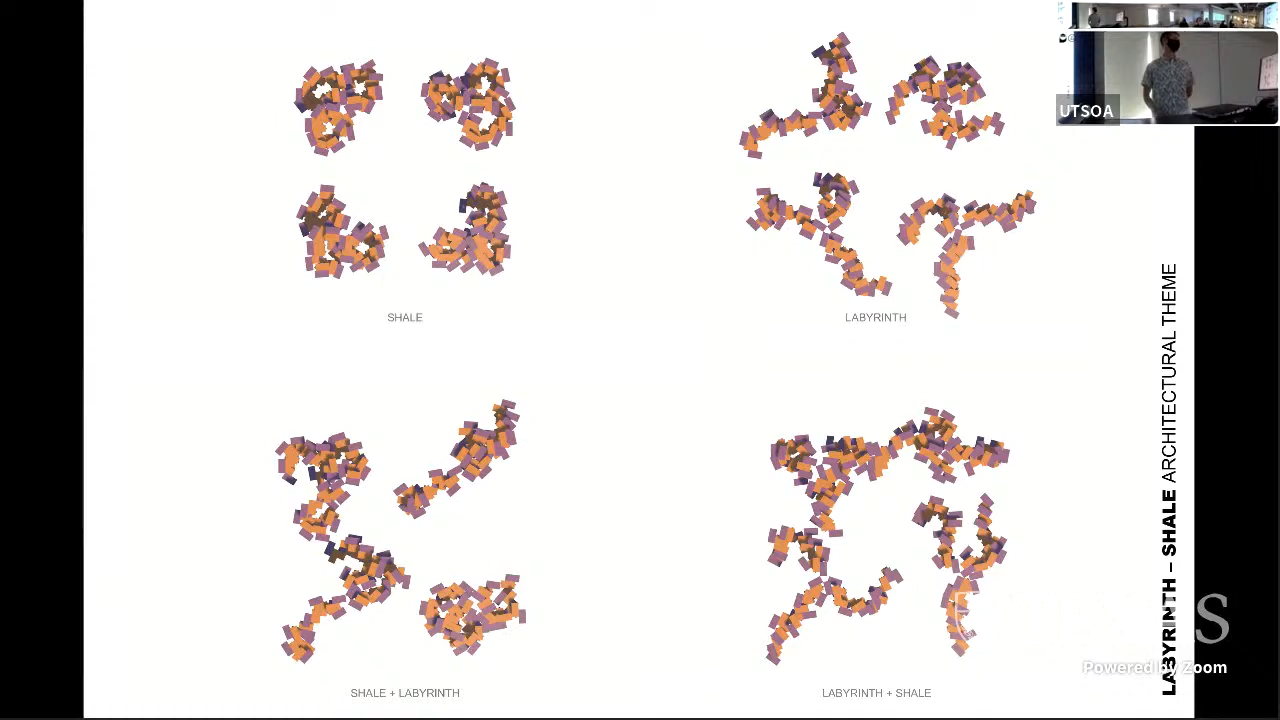 UTSOA
SHALE
LABYRINTH
SHALE + LABYRINTH
LABYRINTH + SHALE
LABYRINTH – SHALE ARCHITECTURAL THEME
Powered by Zoom